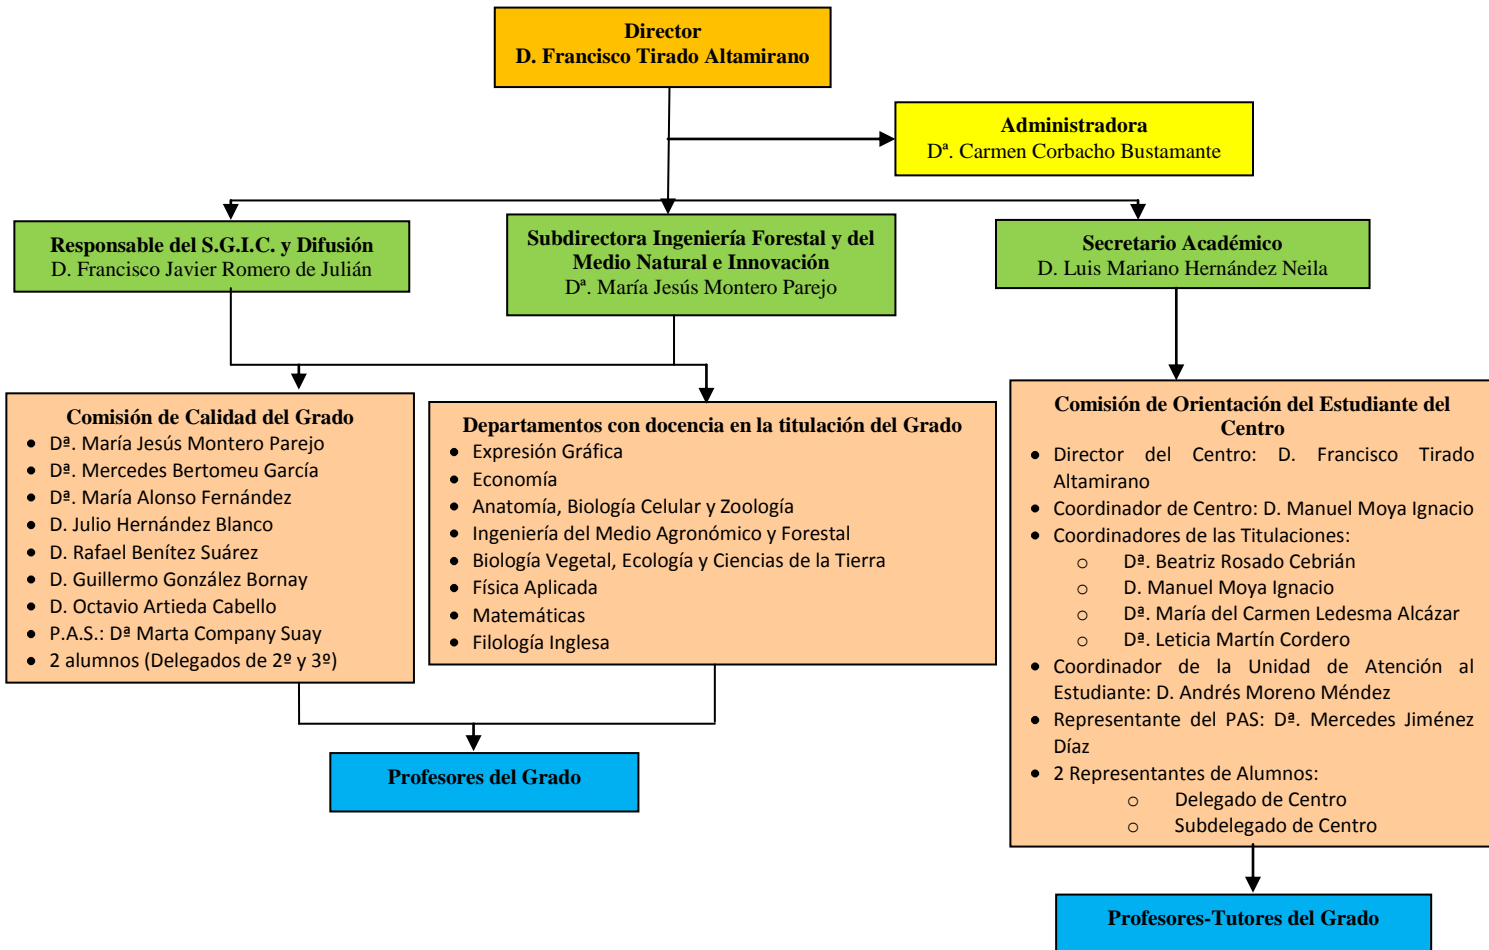 Director
D. Francisco Tirado Altamirano
Administradora
Dª. Carmen Corbacho Bustamante
Responsable del S.G.I.C. y Difusión
D. Francisco Javier Romero de Julián
Subdirectora Ingeniería Forestal y del
Medio Natural e Innovación
Dª. María Jesús Montero Parejo
Secretario Académico
D. Luis Mariano Hernández Neila
Comisión de Calidad del Grado
• Dª. María Jesús Montero Parejo
• Dª. Mercedes Bertomeu García
• Dª. María Alonso Fernández
• D. Julio Hernández Blanco
• D. Rafael Benítez Suárez
• D. Guillermo González Bornay
• D. Octavio Artieda Cabello
• P.A.S.: Dª Marta Company Suay
• 2 alumnos (Delegados de 2º y 3º)
Departamentos con docencia en la titulación del Grado
• Expresión Gráfica
• Economía
• Anatomía, Biología Celular y Zoología
• Ingeniería del Medio Agronómico y Forestal
• Biología Vegetal, Ecología y Ciencias de la Tierra
• Física Aplicada
• Matemáticas
• Filología Inglesa
Comisión de Orientación del Estudiante del
Centro
• Director del Centro: D. Francisco Tirado
Altamirano
• Coordinador de Centro: D. Manuel Moya Ignacio
• Coordinadores de las Titulaciones:
o Dª. Beatriz Rosado Cebrián
o D. Manuel Moya Ignacio
o Dª. María del Carmen Ledesma Alcázar
o Dª. Leticia Martín Cordero
• Coordinador de la Unidad de Atención al
Estudiante: D. Andrés Moreno Méndez
• Representante del PAS: Dª. Mercedes Jiménez
Díaz
• 2 Representantes de Alumnos:
o Delegado de Centro
o Subdelegado de Centro
Profesores del Grado
Profesores-Tutores del Grado